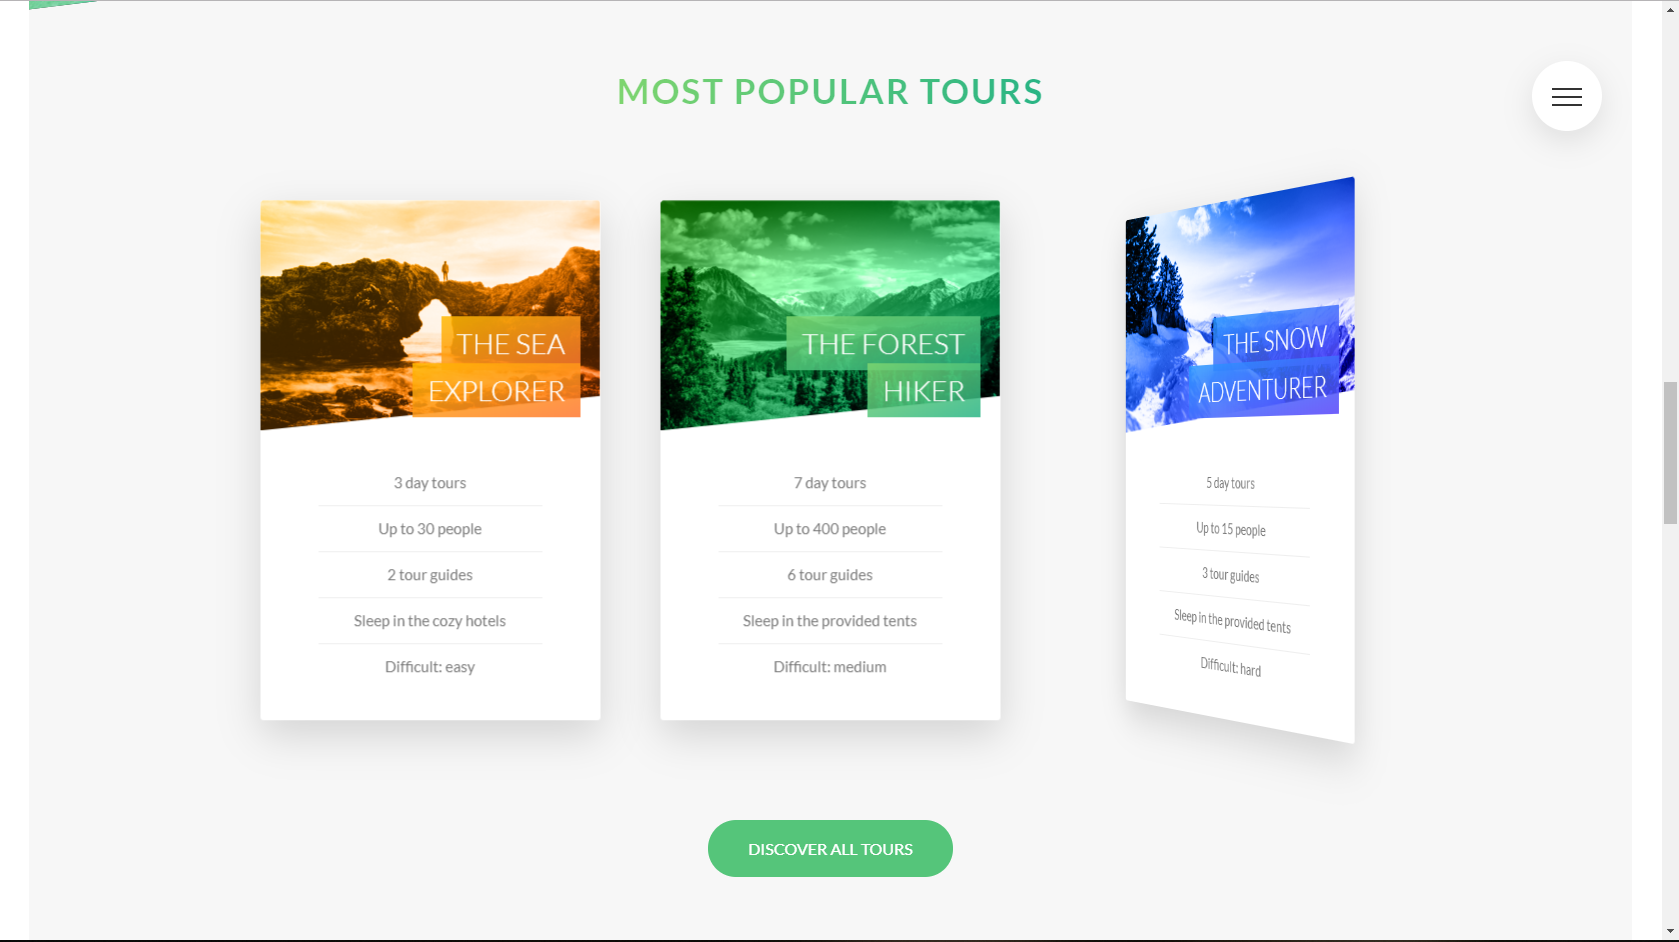 MOST POPULAR TOURS
THE SEA
EXPLORER
3 day tours
Up to 30 people
2 tour guides
Sleep in the cozy hotels
Difficult: easy
THE FOREST
HIKER
7 day tours
Up to 400 people
6 tour guides
Sleep in the provided tents
Difficult: medium
THE SNOW
ADVENTURER
5 day tours
Up to 15 people
3 tour guides
Sleep in the provided tents
Difficult: hard
DISCOVER ALL TOURS